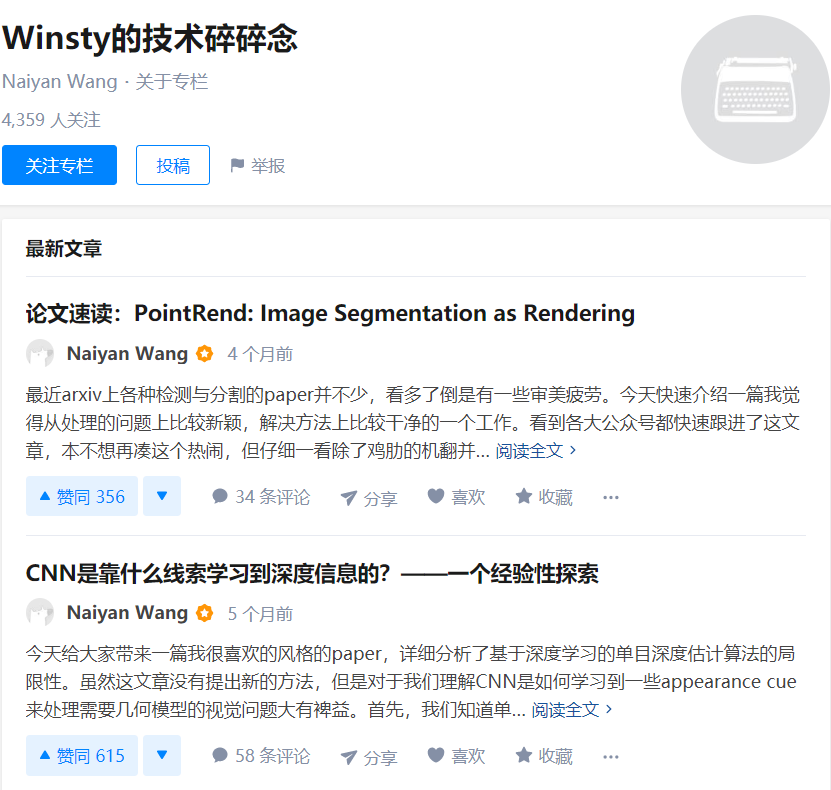 Winsty的技术碎碎念
Naiyan Wang · 关于专栏
4,359 人关注
关注专栏 投稿 举报
最新文章
论文速读：PointRend: Image Segmentation as Rendering
Naiyan Wang 4 个月前
最近arxiv上各种检测与分割的paper并不少，看多了倒是有一些审美疲劳。今天快速介绍一篇我觉
得从处理的问题上比较新颖，解决方法上比较干净的一个工作。看到各大公众号都快速跟进了这文
章，本不想再凑这个热闹，但仔细一看除了鸡肋的机翻并... 阅读全文 ›
▲ 赞同 356 ▼ 34 条评论 分享 喜欢 收藏 ···
CNN是靠什么线索学习到深度信息的？——一个经验性探索
Naiyan Wang 5 个月前
今天给大家带来一篇我很喜欢的风格的paper，详细分析了基于深度学习的单目深度估计算法的局
限性。虽然这文章没有提出新的方法，但是对于我们理解CNN是如何学习到一些appearance cue
来处理需要几何模型的视觉问题大有裨益。首先，我们知道单... 阅读全文 ›
▲ 赞同 615 ▼ 58 条评论 分享 喜欢 收藏 ···